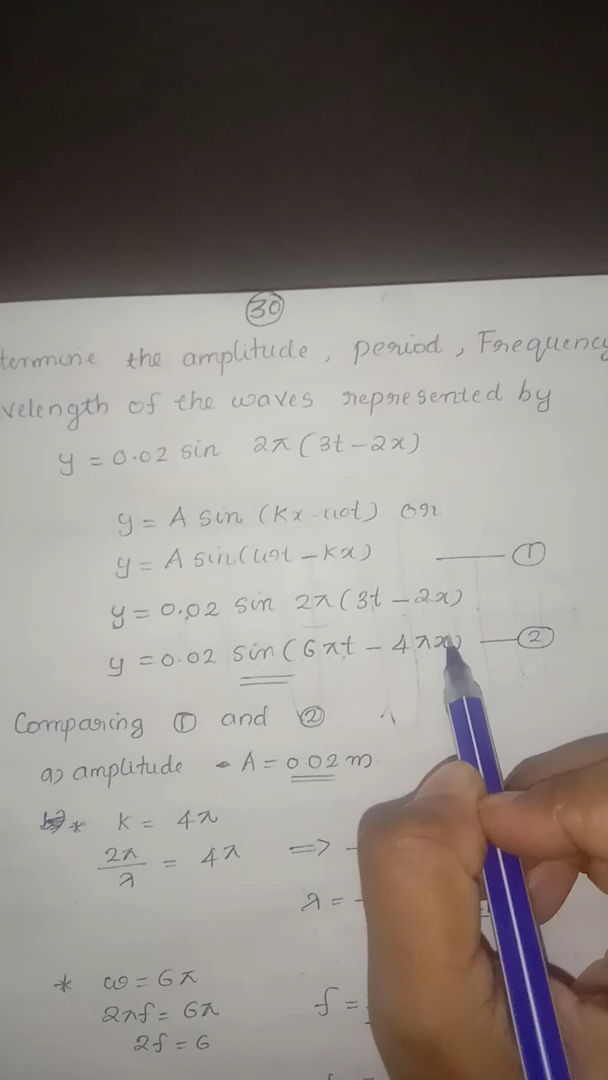 30
termine the amplitude, period, Frequency
velength of the waves represented by
y = 0.02 sin 2π(3t-2x)
y = A sin (kx-ωt) or
y = A sin(ωt-kx) ①
y = 0.02 sin 2π(3t-2x)
y = 0.02 sin(6πt-4πx) ②
Comparing ① and ②
a) amplitude - A = 0.02 m.
* k = 4π
2π/λ = 4π =>
λ =
* ω = 6π
2πf = 6π f =
2f = 6